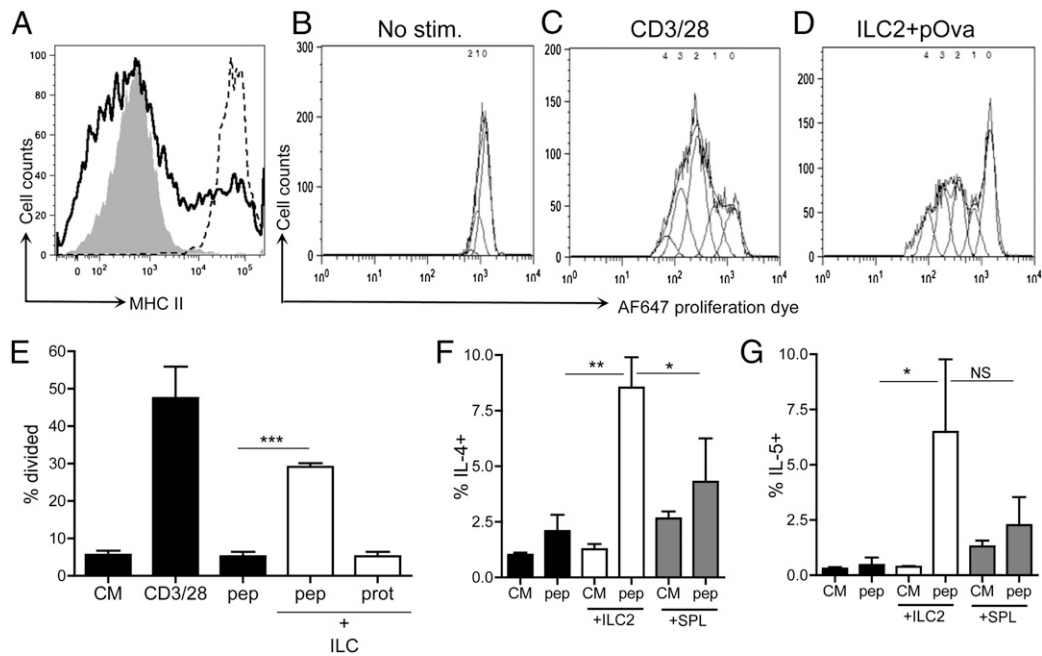 A
B
No stim.
C
CD3/28
D
ILC2+pOva
Cell counts
100
80
60
40
20
0
0 10² 10³ 10⁴ 10⁵
MHC II
Cell counts
300
250
200
150
100
50
0
2 1 0
10⁰ 10¹ 10² 10³ 10⁴
200
150
100
50
0
4 3 2 1 0
10⁰ 10¹ 10² 10³ 10⁴
200
150
100
50
0
4 3 2 1 0
10⁰ 10¹ 10² 10³ 10⁴
AF647 proliferation dye
E
% divided
60
50
40
30
20
10
0
***
CM CD3/28 pep pep prot
+
ILC
F
% IL-4+
10.0
7.5
5.0
2.5
0.0
** *
CM pep CM pep CM pep
+ILC2 +SPL
G
% IL-5+
10.0
7.5
5.0
2.5
0.0
* NS
CM pep CM pep CM pep
+ILC2 +SPL